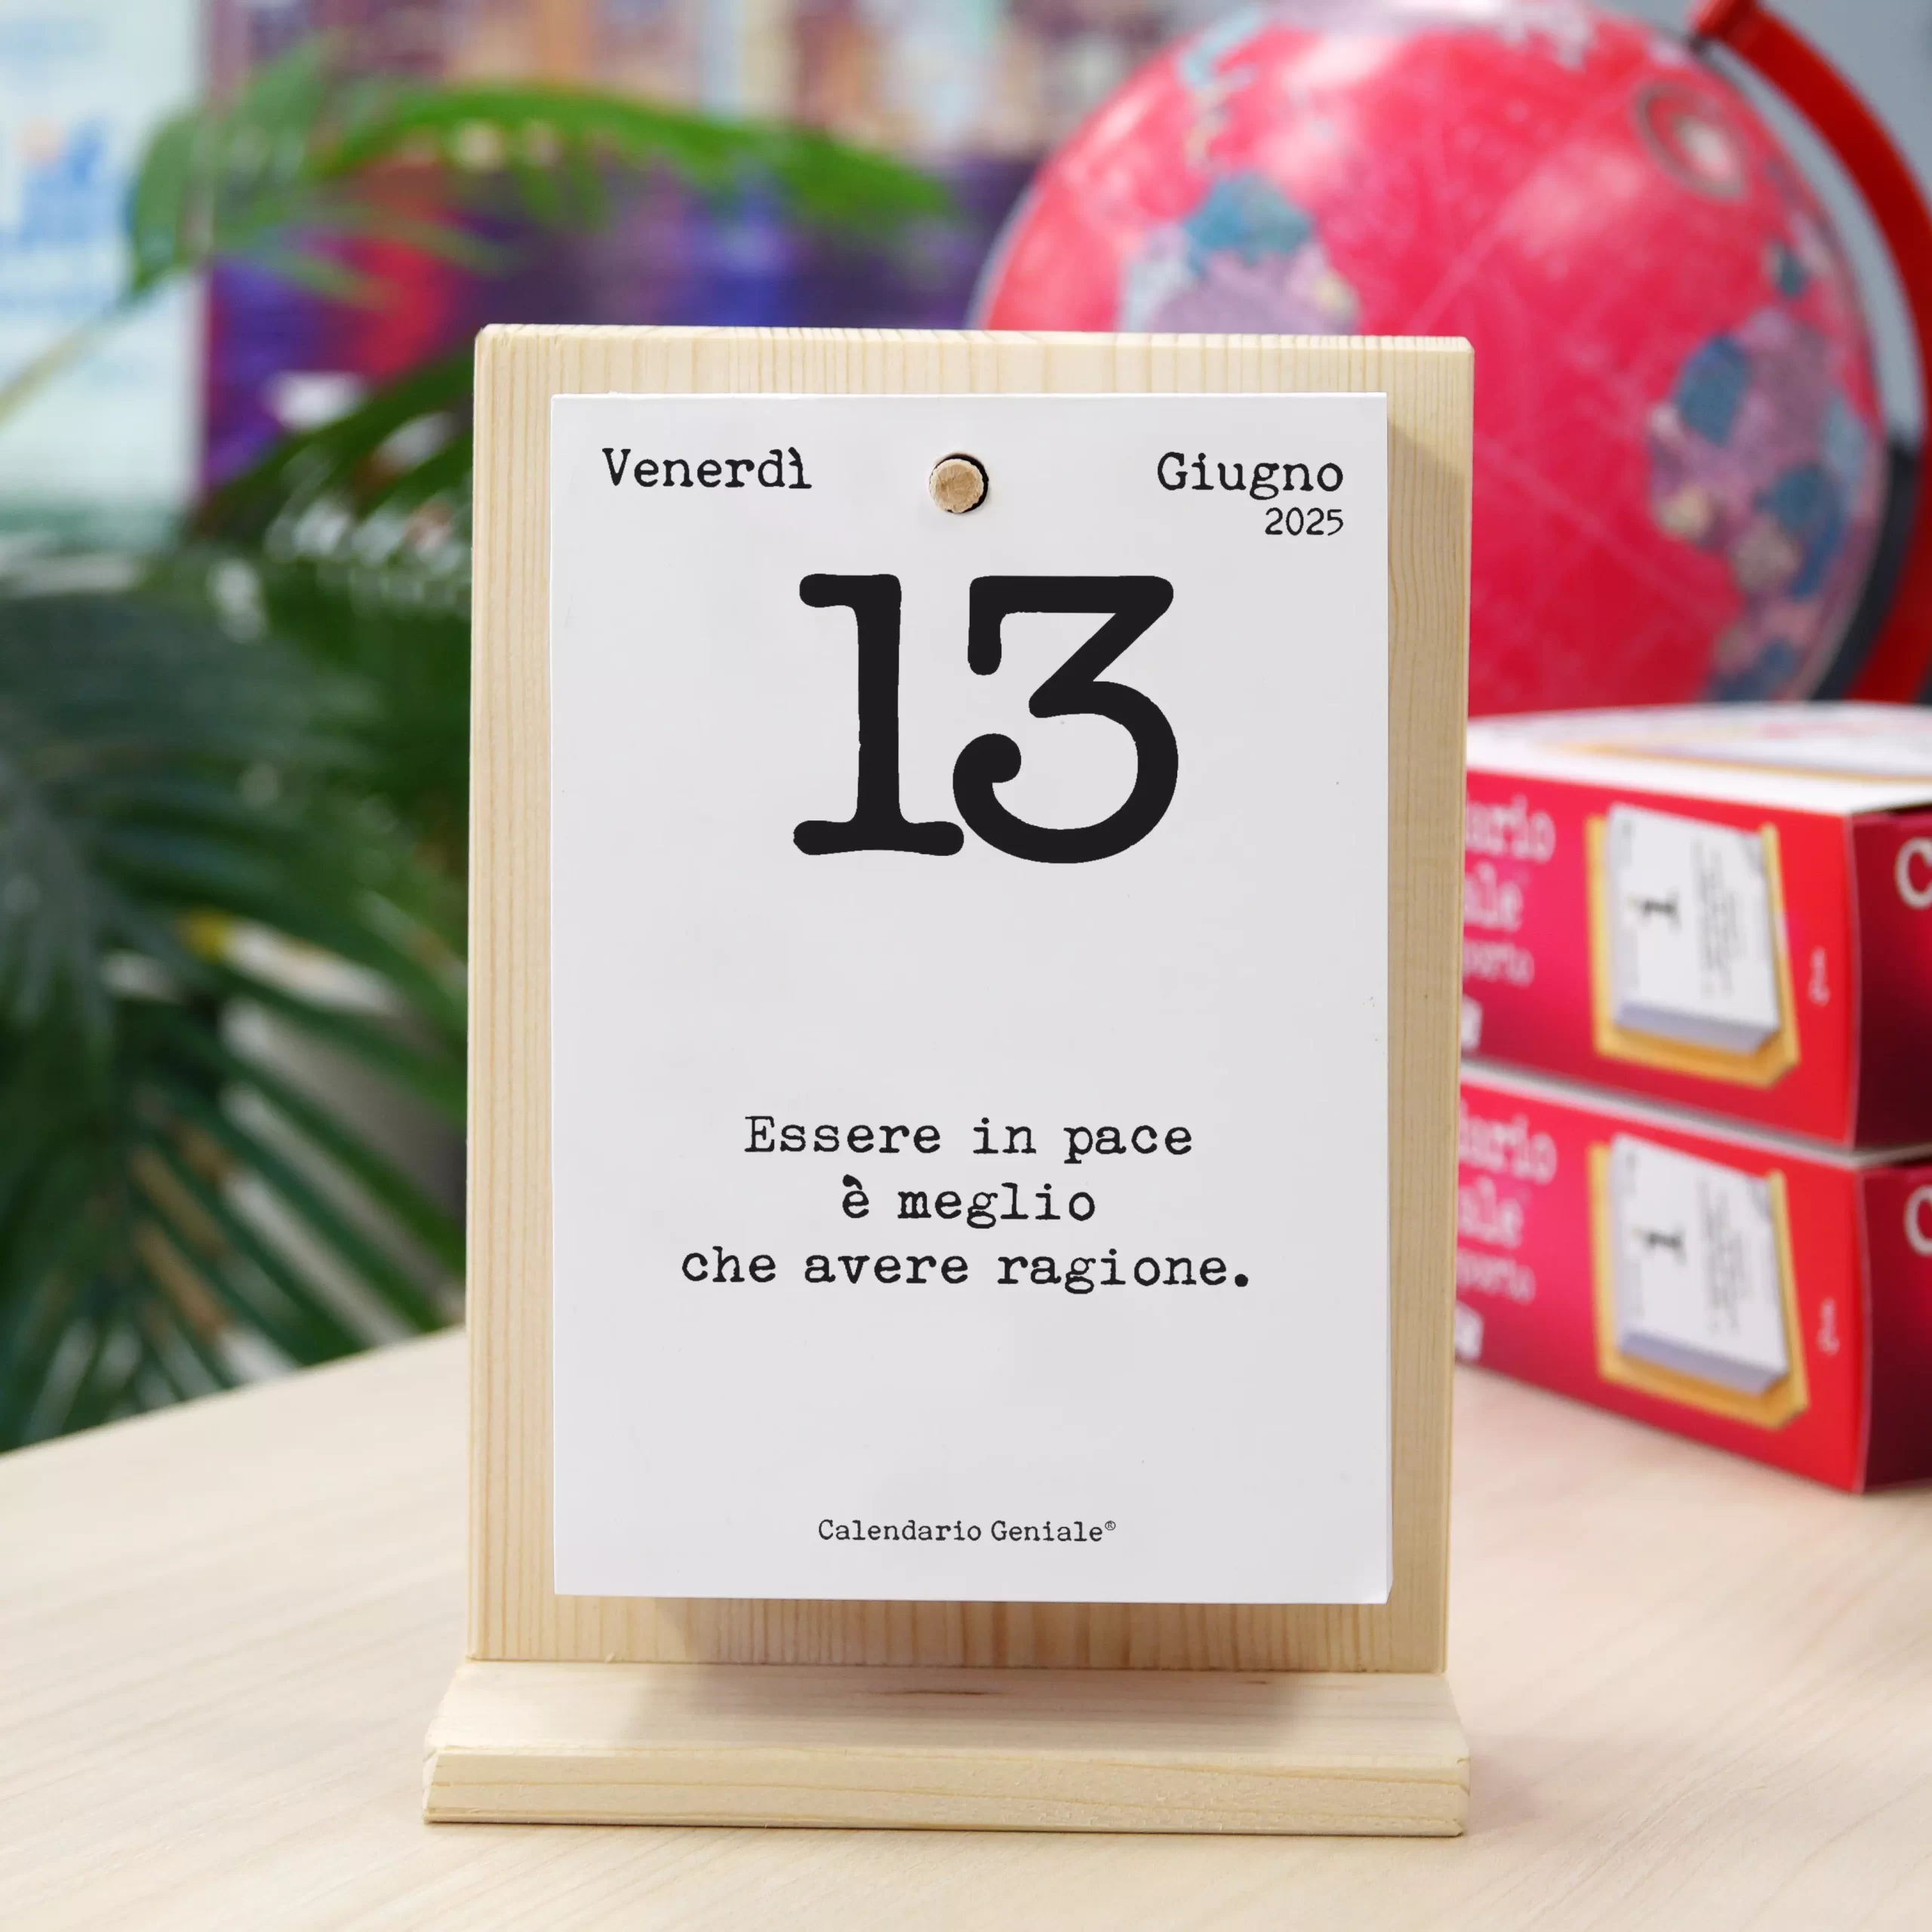 Venerdì
Giugno
2025
13
Essere in pace
è meglio
che avere ragione.
Calendario Geniale®